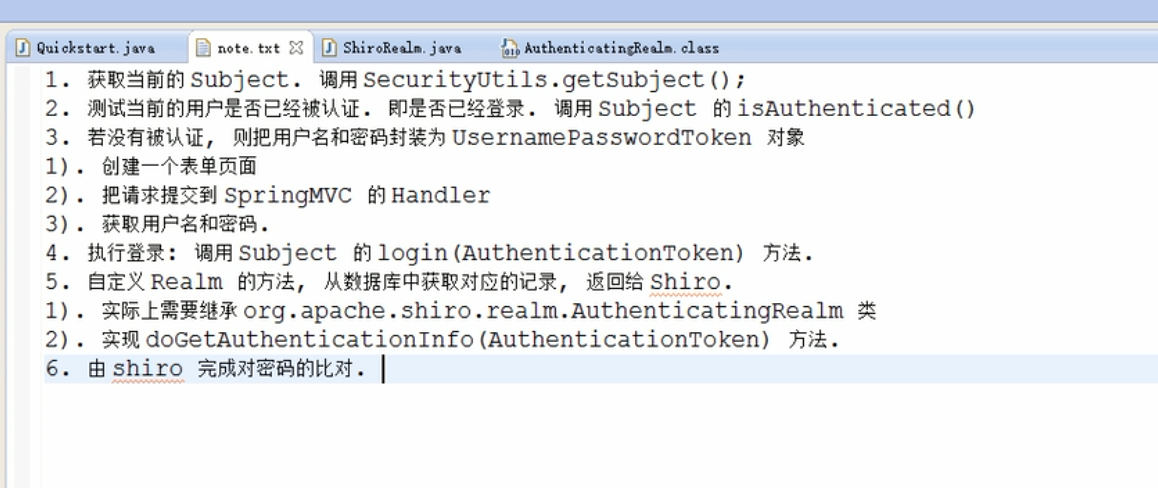 Quickstart.java note.txt ShiroRealm.java AuthenticatingRealm.class
1. 获取当前的 Subject. 调用 SecurityUtils.getSubject();
2. 测试当前的用户是否已经被认证. 即是否已经登录. 调用 Subject 的 isAuthenticated()
3. 若没有被认证, 则把用户名和密码封装为 UsernamePasswordToken 对象
1). 创建一个表单页面
2). 把请求提交到 SpringMVC 的 Handler
3). 获取用户名和密码.
4. 执行登录: 调用 Subject 的 login(AuthenticationToken) 方法.
5. 自定义 Realm 的方法, 从数据库中获取对应的记录, 返回给 Shiro.
1). 实际上需要继承 org.apache.shiro.realm.AuthenticatingRealm 类
2). 实现 doGetAuthenticationInfo(AuthenticationToken) 方法.
6. 由 shiro 完成对密码的比对.